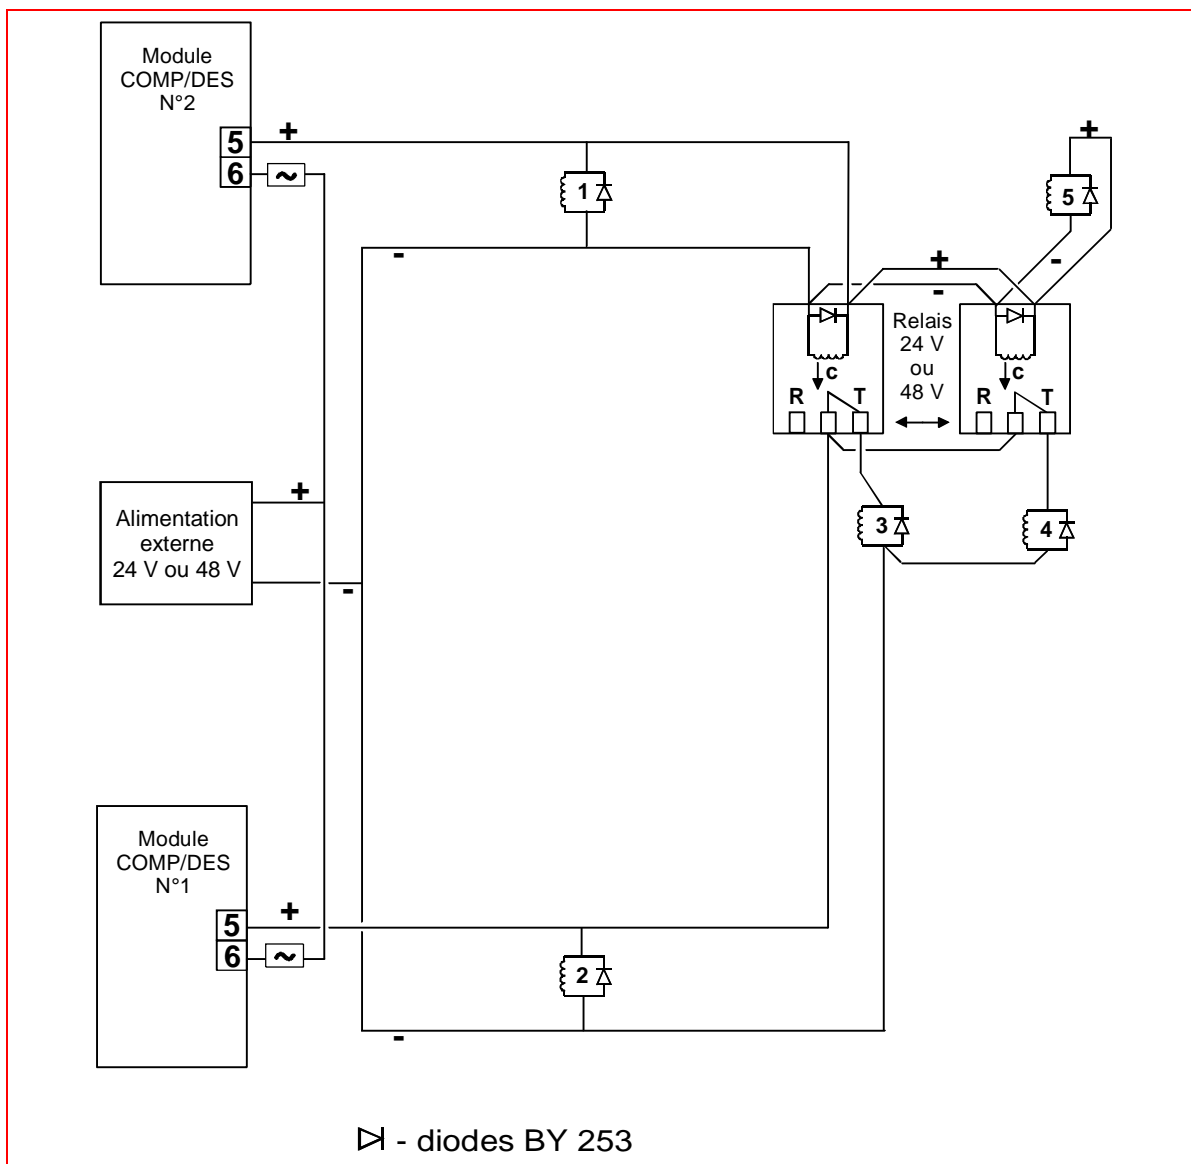 Module
COMP/DES
N°2
5
+
6
~
1
-
+
5
-
+
-
Relais
24 V
ou
48 V
c
R
T
c
R
T
Alimentation
externe
24 V ou 48 V
+
-
3
4
Module
COMP/DES
N°1
5
+
6
~
2
-
- diodes BY 253